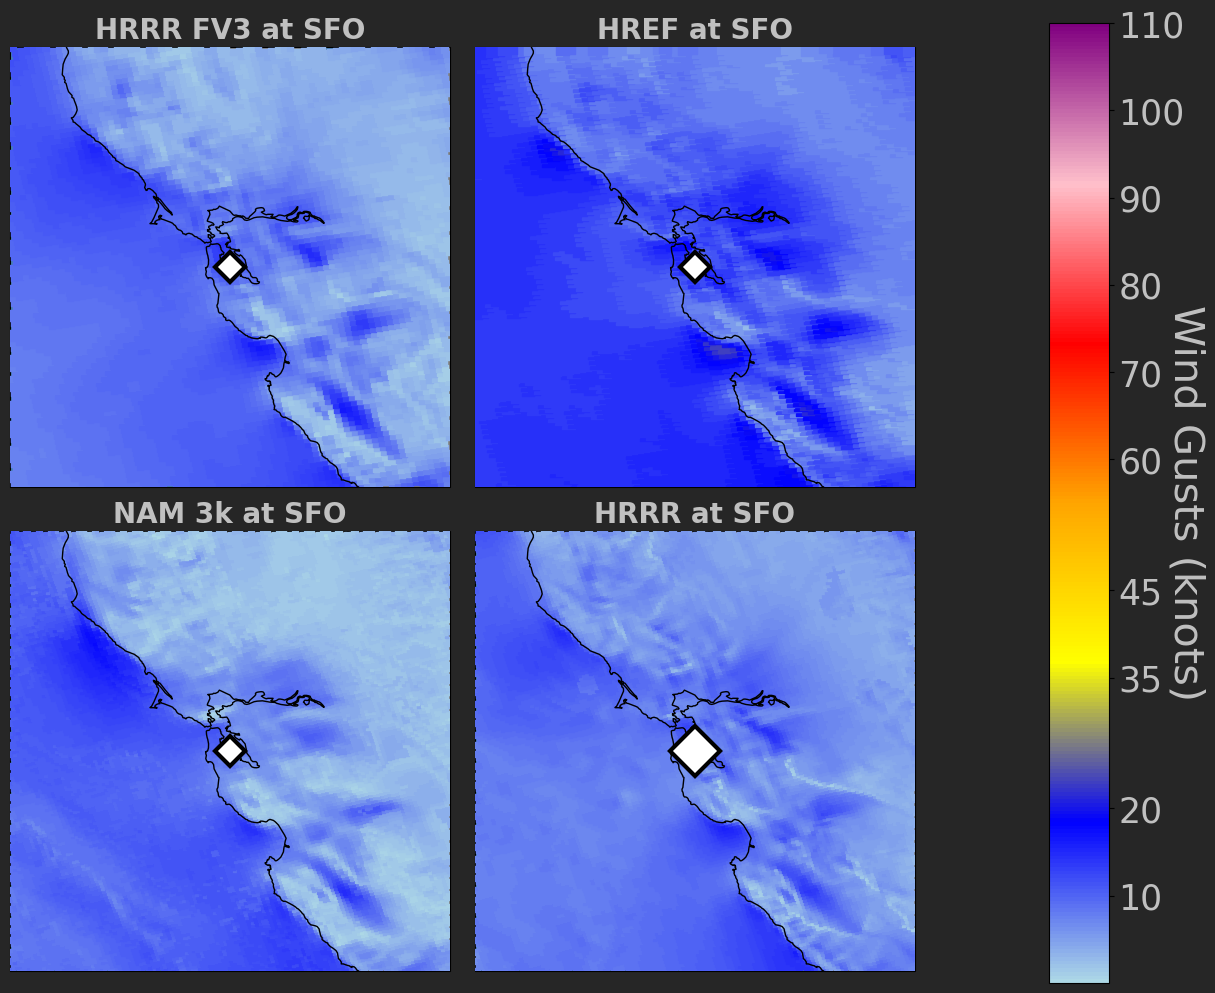 HRRR FV3 at SFO
HREF at SFO
NAM 3k at SFO
HRRR at SFO
110
100
90
80
70
60
45
35
20
10
Wind Gusts (knots)